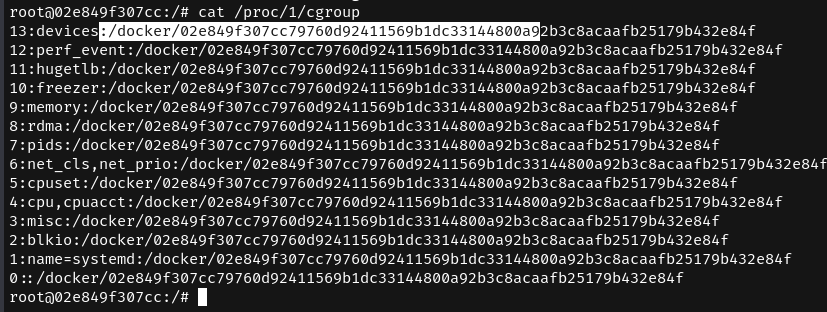 root@02e849f307cc:/# cat /proc/1/cgroup
13:devices:/docker/02e849f307cc79760d92411569b1dc33144800a92b3c8acaafb25179b432e84f
12:perf_event:/docker/02e849f307cc79760d92411569b1dc33144800a92b3c8acaafb25179b432e84f
11:hugetlb:/docker/02e849f307cc79760d92411569b1dc33144800a92b3c8acaafb25179b432e84f
10:freezer:/docker/02e849f307cc79760d92411569b1dc33144800a92b3c8acaafb25179b432e84f
9:memory:/docker/02e849f307cc79760d92411569b1dc33144800a92b3c8acaafb25179b432e84f
8:rdma:/docker/02e849f307cc79760d92411569b1dc33144800a92b3c8acaafb25179b432e84f
7:pids:/docker/02e849f307cc79760d92411569b1dc33144800a92b3c8acaafb25179b432e84f
6:net_cls,net_prio:/docker/02e849f307cc79760d92411569b1dc33144800a92b3c8acaafb25179b432e84f
5:cpuset:/docker/02e849f307cc79760d92411569b1dc33144800a92b3c8acaafb25179b432e84f
4:cpu,cpuacct:/docker/02e849f307cc79760d92411569b1dc33144800a92b3c8acaafb25179b432e84f
3:misc:/docker/02e849f307cc79760d92411569b1dc33144800a92b3c8acaafb25179b432e84f
2:blkio:/docker/02e849f307cc79760d92411569b1dc33144800a92b3c8acaafb25179b432e84f
1:name=systemd:/docker/02e849f307cc79760d92411569b1dc33144800a92b3c8acaafb25179b432e84f
0::/docker/02e849f307cc79760d92411569b1dc33144800a92b3c8acaafb25179b432e84f
root@02e849f307cc:/#